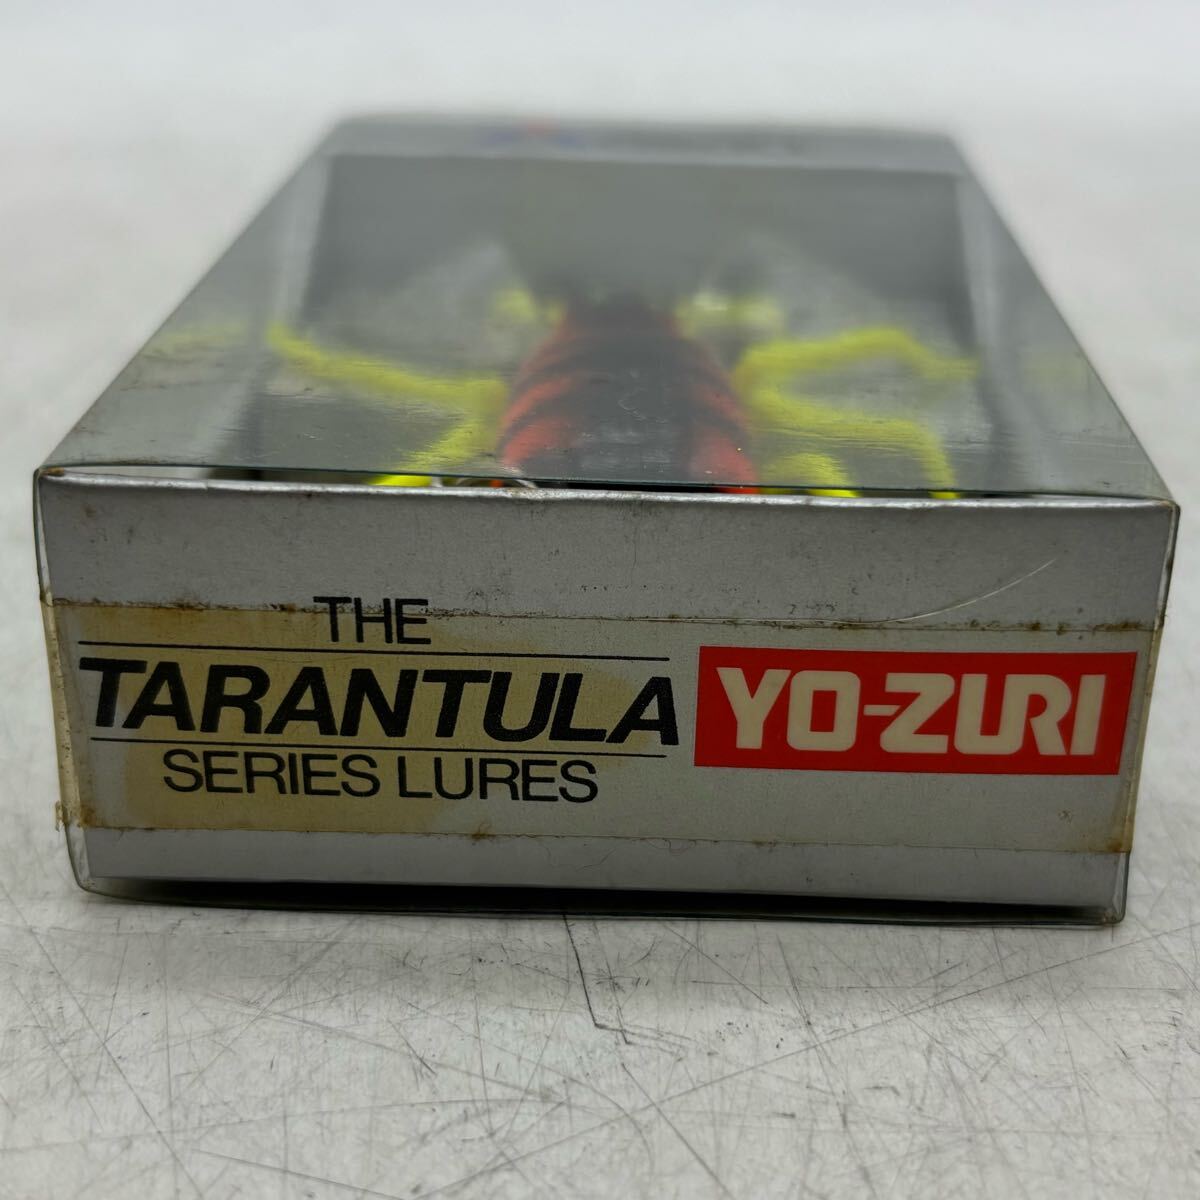 THE
TARANTULA
SERIES LURES
YO-ZURI